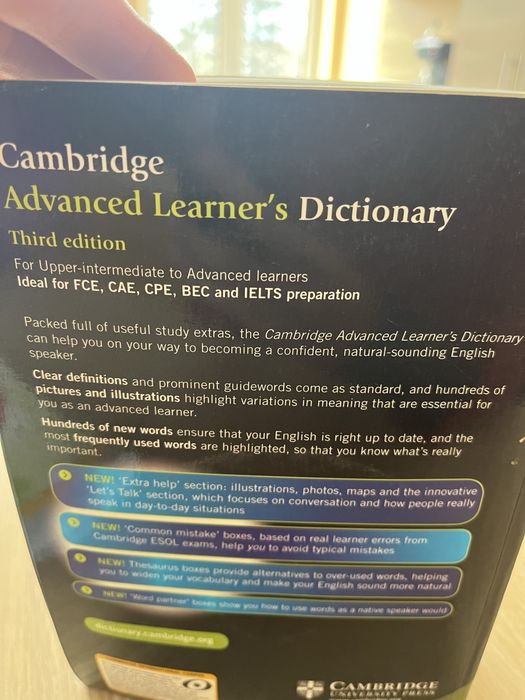 Cambridge
Advanced Learner's Dictionary
Third edition
For Upper-intermediate to Advanced learners
Ideal for FCE, CAE, CPE, BEC and IELTS preparation
Packed full of useful study extras, the Cambridge Advanced Learner's Dictionary
can help you on your way to becoming a confident, natural-sounding English
speaker.
Clear definitions and prominent guidewords come as standard, and hundreds of
pictures and illustrations highlight variations in meaning that are essential for
you as an advanced learner.
Hundreds of new words ensure that your English is right up to date, and the
most frequently used words are highlighted, so that you know what's really
important.
NEW! 'Extra help' section: illustrations, photos, maps and the innovative
'Let's Talk' section, which focuses on conversation and how people really
speak in day-to-day situations
NEW! 'Common mistake' boxes, based on real learner errors from
Cambridge ESOL exams, help you to avoid typical mistakes
NEW! Thesaurus boxes provide alternatives to over-used words, helping
you to widen your vocabulary and make your English sound more natural
NEW! 'Word partner' boxes show you how to use words as a native speaker would
dictionary.cambridge.org
CAMBRIDGE
UNIVERSITY PRESS